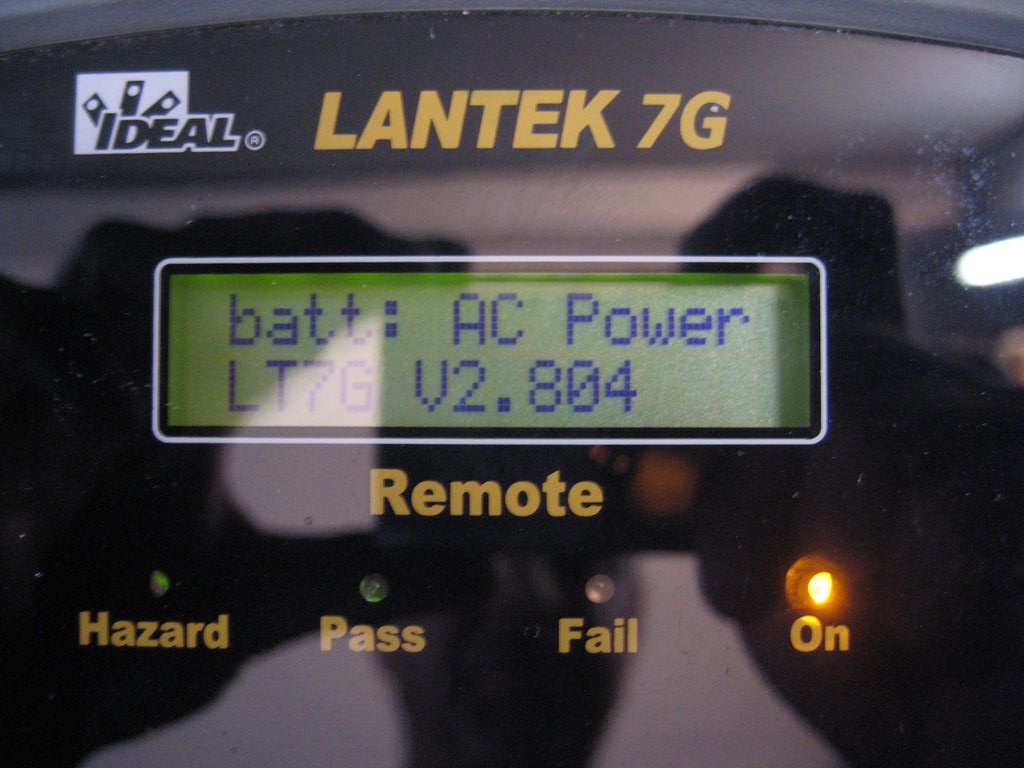 IDEAL®
LANTEK 7G
batt: AC Power
LT7G V2.804
Remote
Hazard Pass Fail On